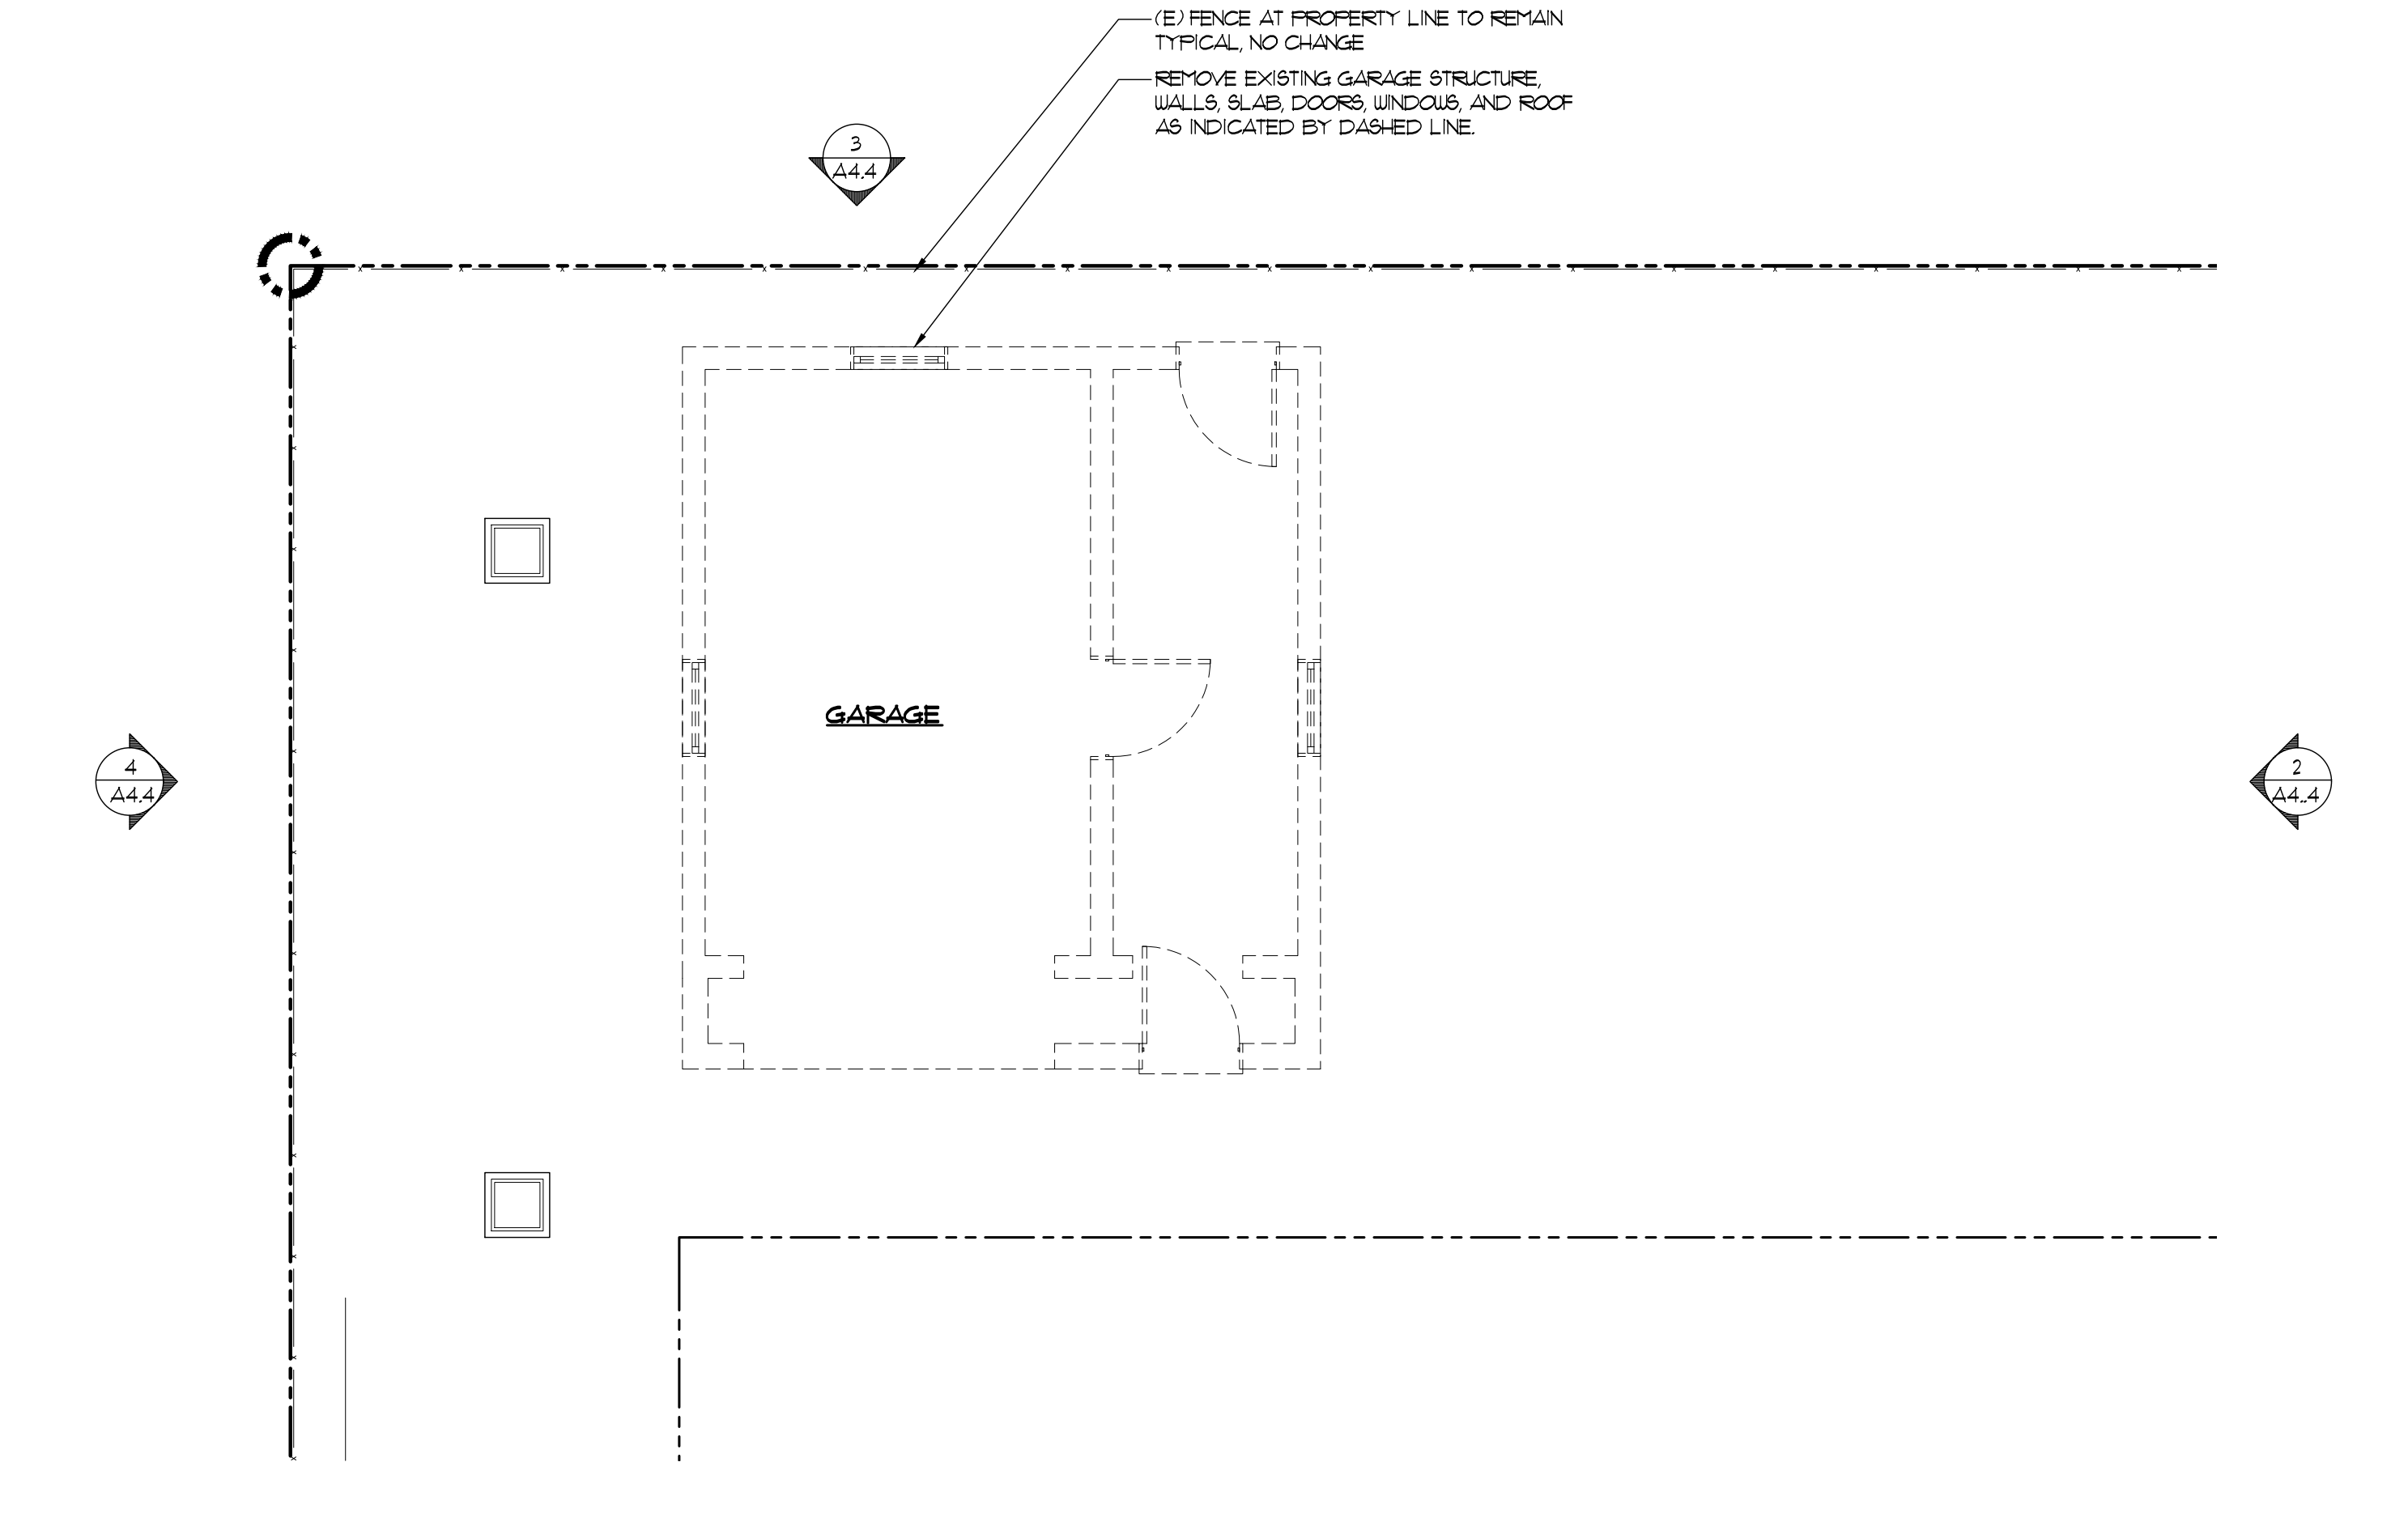 (E) FENCE AT PROPERTY LINE TO REMAIN
TYPICAL, NO CHANGE
REMOVE EXISTING GARAGE STRUCTURE,
WALLS, SLAB, DOORS, WINDOWS, AND ROOF
AS INDICATED BY DASHED LINE.
3
A4.4
GARAGE
4
A4.4
2
A4..4